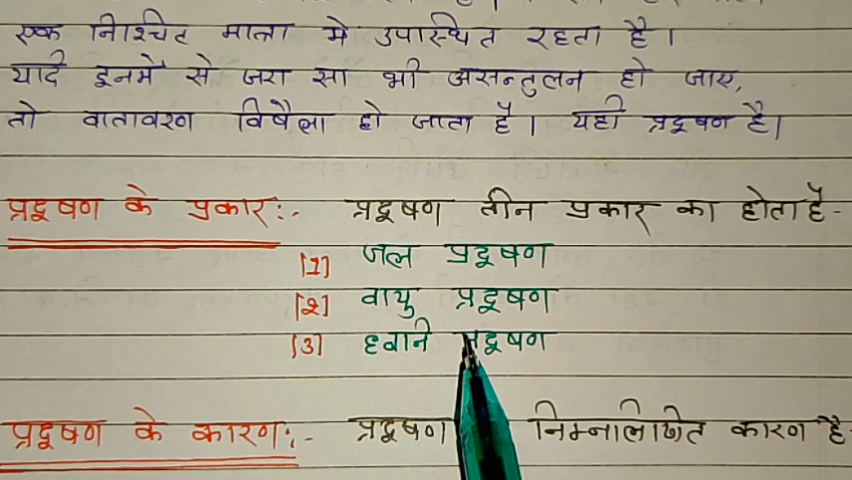 एक निश्चित मात्रा मे उपस्थित रहता है।
यदि इनमें से जरा सा भी असन्तुलन हो जाए,
तो वातावरण विषैला हो जाता है। यही प्रदूषण है।
प्रदूषण के प्रकार:- प्रदूषण तीन प्रकार का होता है-
[1] जल प्रदूषण
[2] वायु प्रदूषण
[3] ध्वनि प्रदूषण
प्रदूषण के कारण:- प्रदूषण निम्नलिखित कारण है-